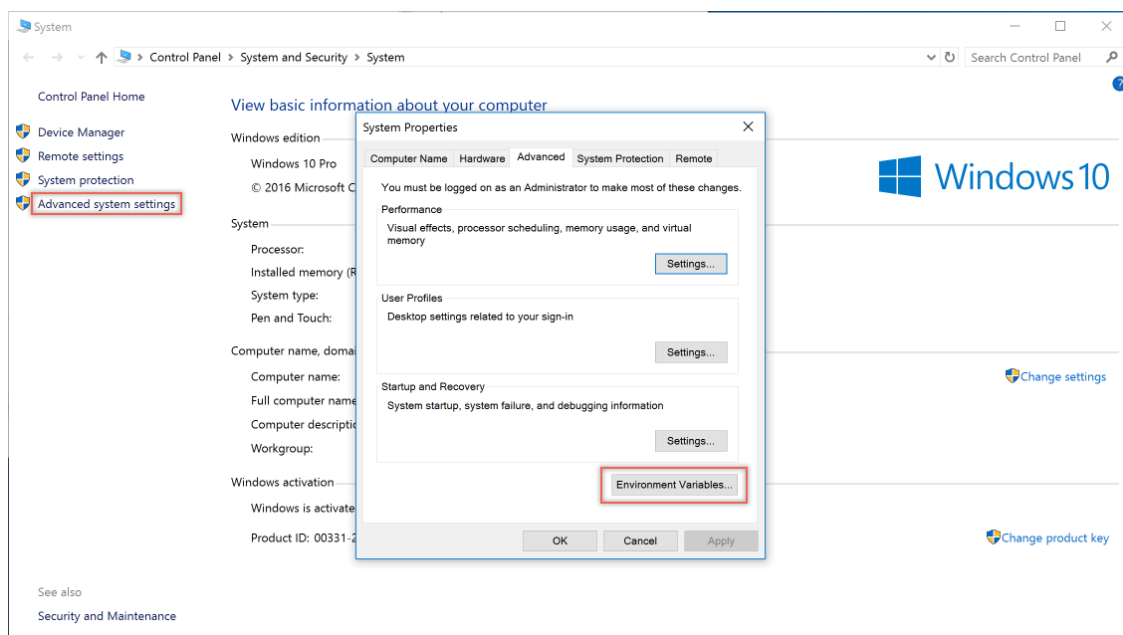 System
Control Panel > System and Security > System
Search Control Panel
Control Panel Home
Device Manager
Remote settings
System protection
Advanced system settings
See also
Security and Maintenance
View basic information about your computer
Windows edition
Windows 10 Pro
© 2016 Microsoft C
Windows 10
System
Processor:
Installed memory (R
System type:
Pen and Touch:
Computer name, domai
Computer name:
Full computer name
Computer descriptio
Workgroup:
Change settings
Windows activation
Windows is activate
Product ID: 00331-2
Change product key
System Properties
Computer Name Hardware Advanced System Protection Remote
You must be logged on as an Administrator to make most of these changes.
Performance
Visual effects, processor scheduling, memory usage, and virtual
memory
Settings...
User Profiles
Desktop settings related to your sign-in
Settings...
Startup and Recovery
System startup, system failure, and debugging information
Settings...
Environment Variables...
OK Cancel Apply